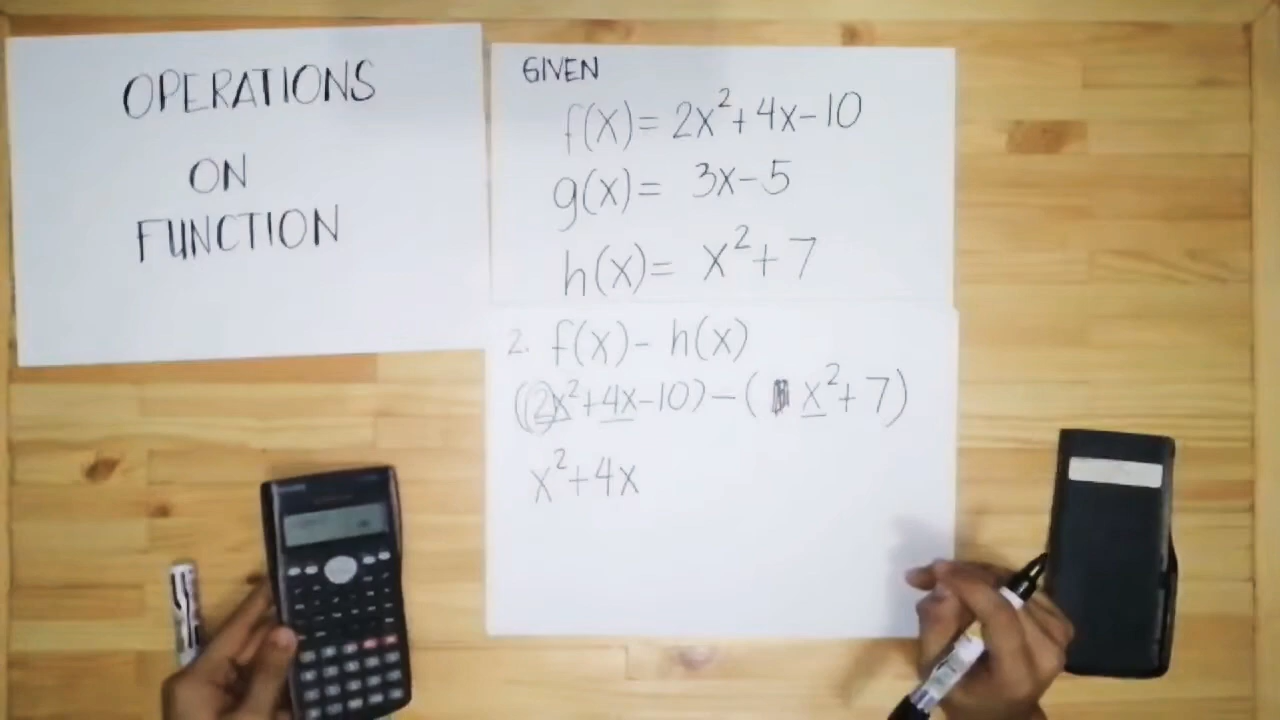 OPERATIONS
ON
FUNCTION
GIVEN
f(x) = 2x²+4x-10
g(x) = 3x-5
h(x) = x²+7
2. f(x) - h(x)
(2x²+4x-10) - (x²+7)
x²+4x